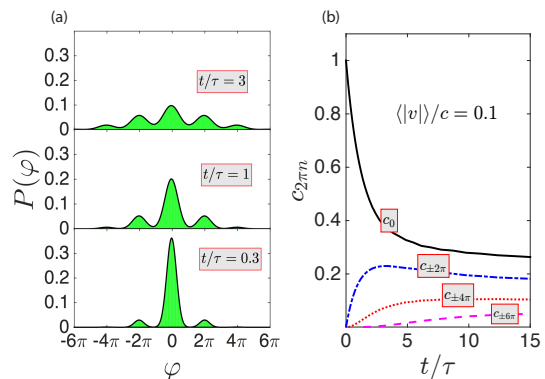 (a)
(b)
P(φ)
0.3
0.2
0.1
0
t/τ = 3
0.3
0.2
0.1
0
t/τ = 1
0.3
0.2
0.1
0
t/τ = 0.3
-6π -4π -2π 0 2π 4π 6π
φ
c₂πn
1
0.8
0.6
0.4
0.2
⟨|v|⟩/c = 0.1
c₀
c±2π
c±4π
c±6π
0 5 10 15
t/τ